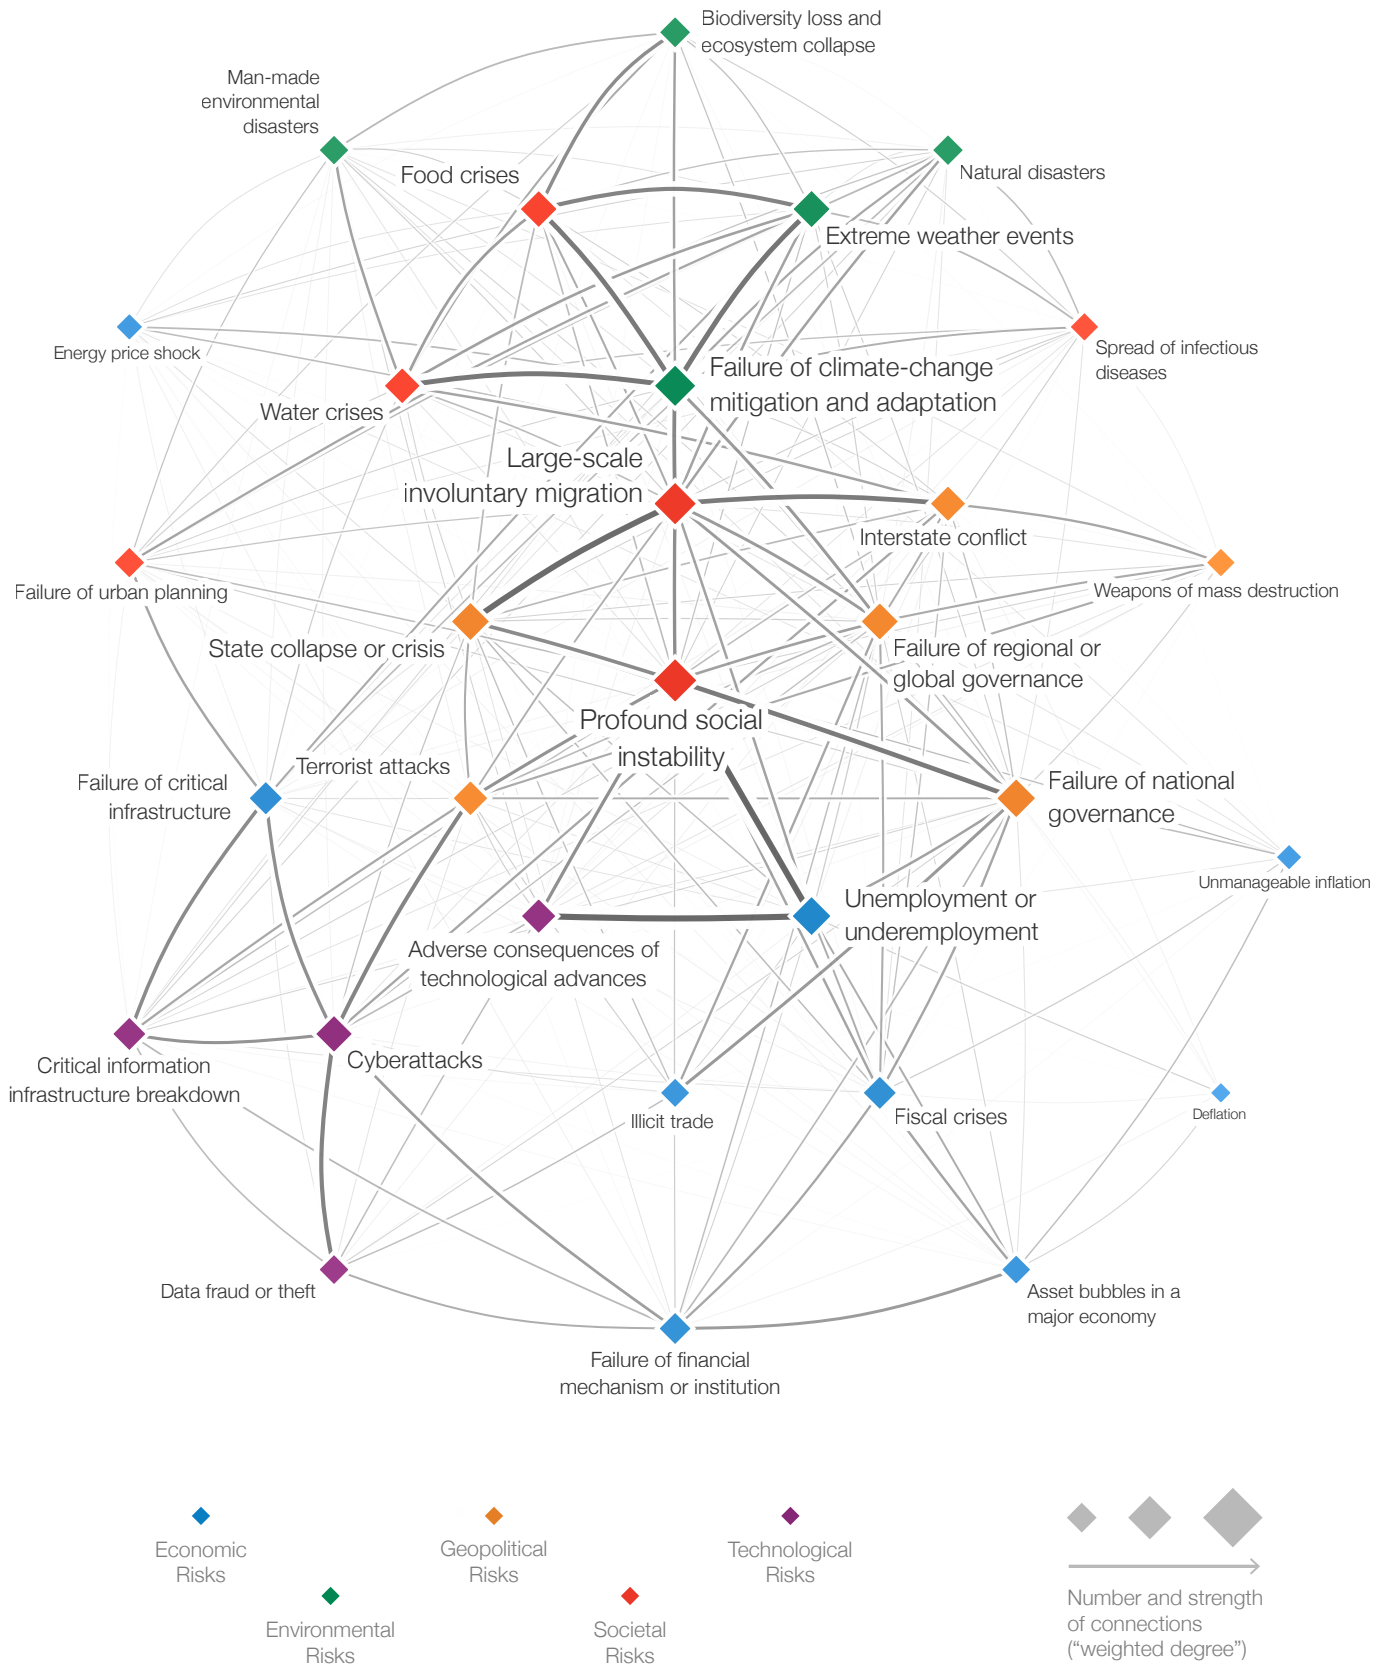 Biodiversity loss and
ecosystem collapse
Man-made
environmental
disasters
Food crises
Natural disasters
Extreme weather events
Energy price shock
Spread of infectious
diseases
Failure of climate-change
mitigation and adaptation
Water crises
Large-scale
involuntary migration
Interstate conflict
Failure of urban planning
Weapons of mass destruction
State collapse or crisis
Failure of regional or
global governance
Profound social
instability
Terrorist attacks
Failure of critical
infrastructure
Failure of national
governance
Unmanageable inflation
Unemployment or
underemployment
Adverse consequences of
technological advances
Critical information
infrastructure breakdown
Cyberattacks
Illicit trade
Fiscal crises
Deflation
Data fraud or theft
Asset bubbles in a
major economy
Failure of financial
mechanism or institution
Economic
Risks
Geopolitical
Risks
Technological
Risks
Environmental
Risks
Societal
Risks
Number and strength
of connections
(“weighted degree”)